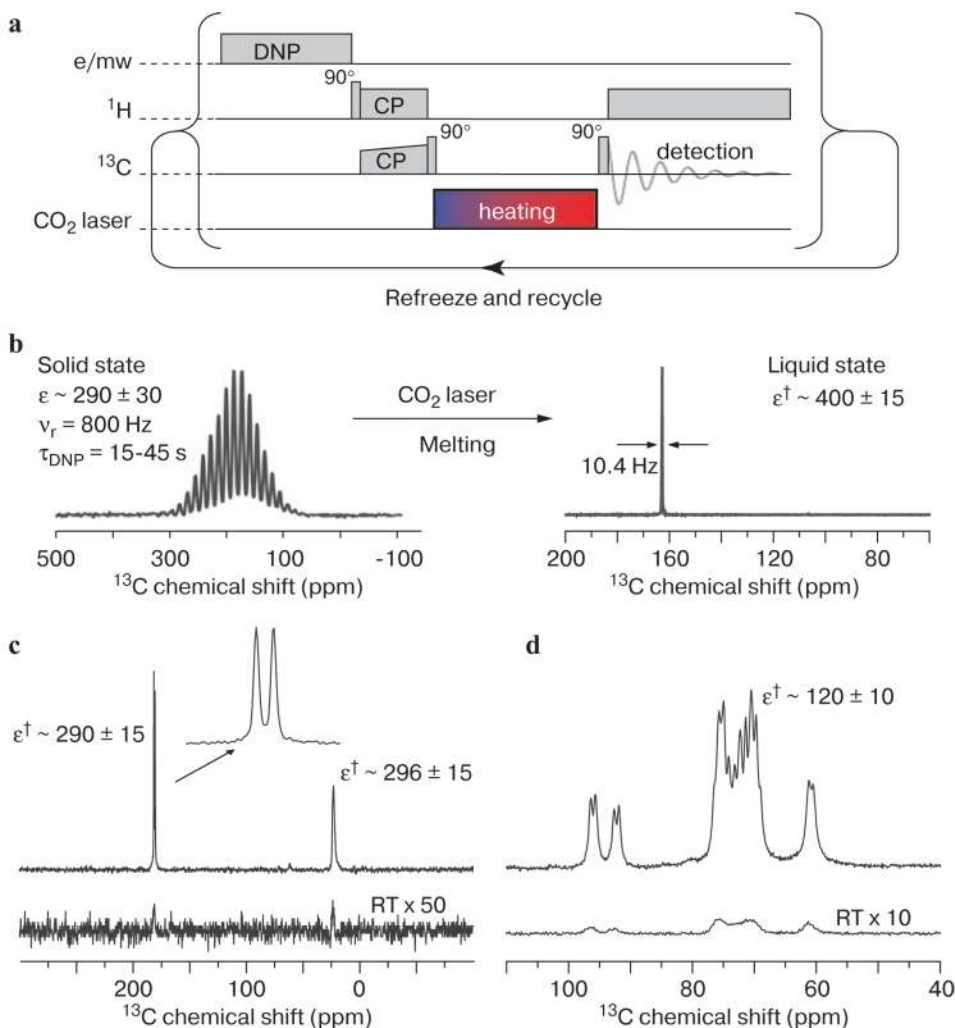 a
e/mw
DNP
90°
¹H
CP
90°
90°
¹³C
CP
detection
CO₂ laser
heating
Refreeze and recycle
b
Solid state
ε ~ 290 ± 30
νᵣ = 800 Hz
τDNP = 15-45 s
CO₂ laser
Melting
Liquid state
ε† ~ 400 ± 15
10.4 Hz
500 300 100 -100
¹³C chemical shift (ppm)
200 160 120 80
¹³C chemical shift (ppm)
c
ε† ~ 290 ± 15
ε† ~ 296 ± 15
RT x 50
200 100 0
¹³C chemical shift (ppm)
d
ε† ~ 120 ± 10
RT x 10
100 80 60 40
¹³C chemical shift (ppm)